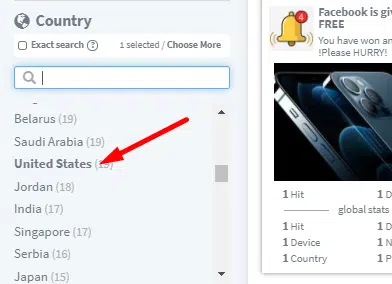 Country
Exact search ? 1 selected / Choose More
Belarus (19)
Saudi Arabia (19)
United States
Jordan (18)
India (17)
Singapore (17)
Serbia (16)
Japan (15)
4
Facebook is giv
FREE
You have won an
!Please HURRY!
1 Hit 1 D
global stats
1 Hit 1 D
1 Device 1 N
1 Country 1 P